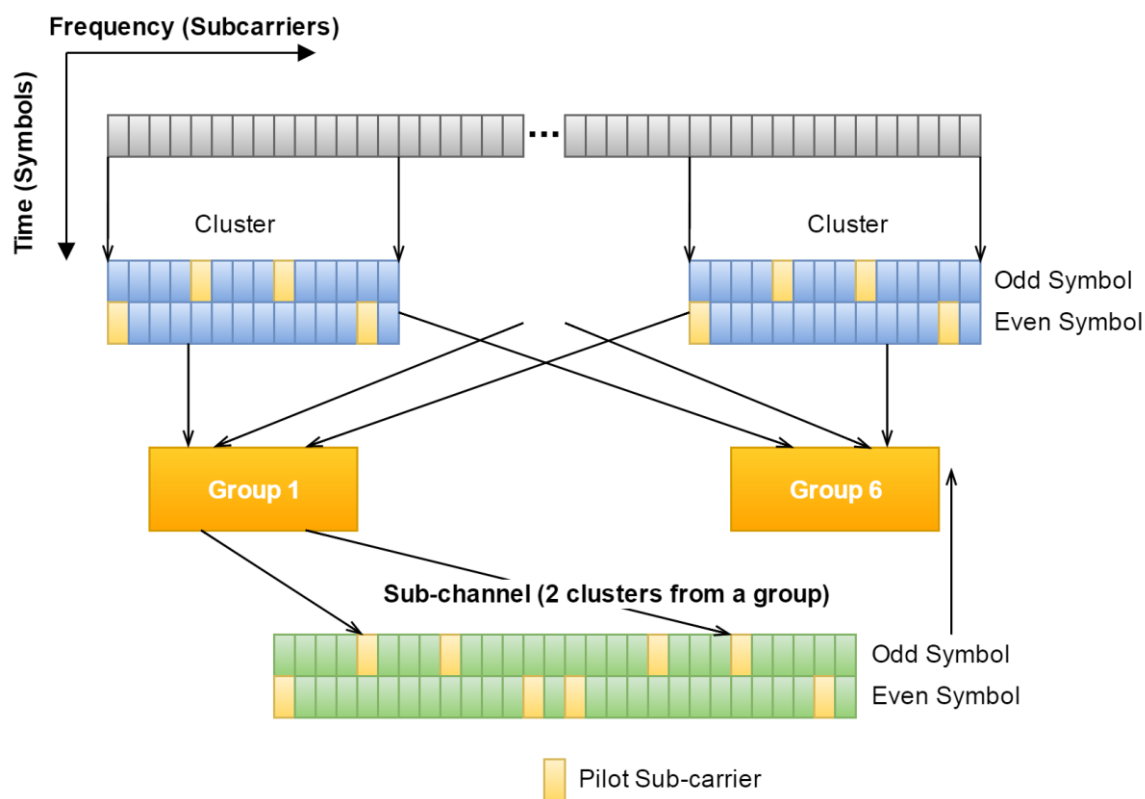 Frequency (Subcarriers)
Time (Symbols)
...
Cluster
Cluster
Odd Symbol
Even Symbol
Group 1
Group 6
Sub-channel (2 clusters from a group)
Odd Symbol
Even Symbol
Pilot Sub-carrier